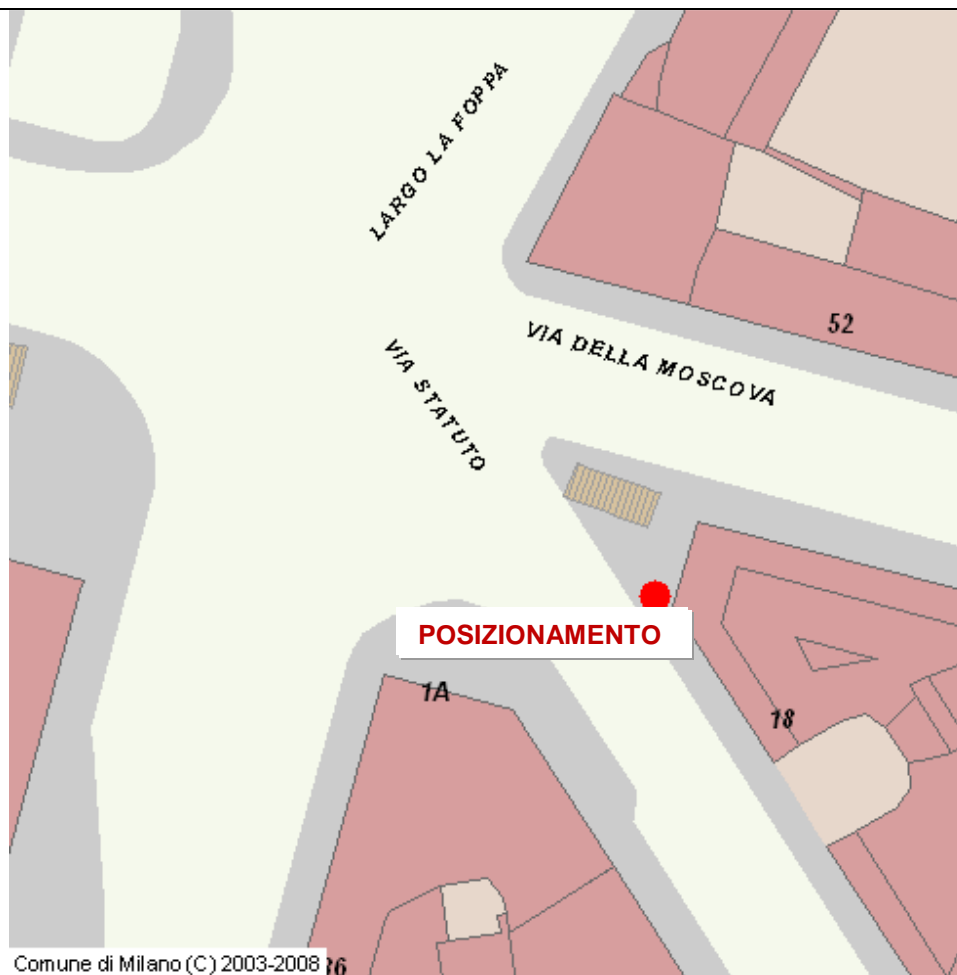 LARGO LA FOPPA
52
VIA DELLA MOSCOVA
VIA STATUTO
POSIZIONAMENTO
1A
18
Comune di Milano (C) 2003-2008